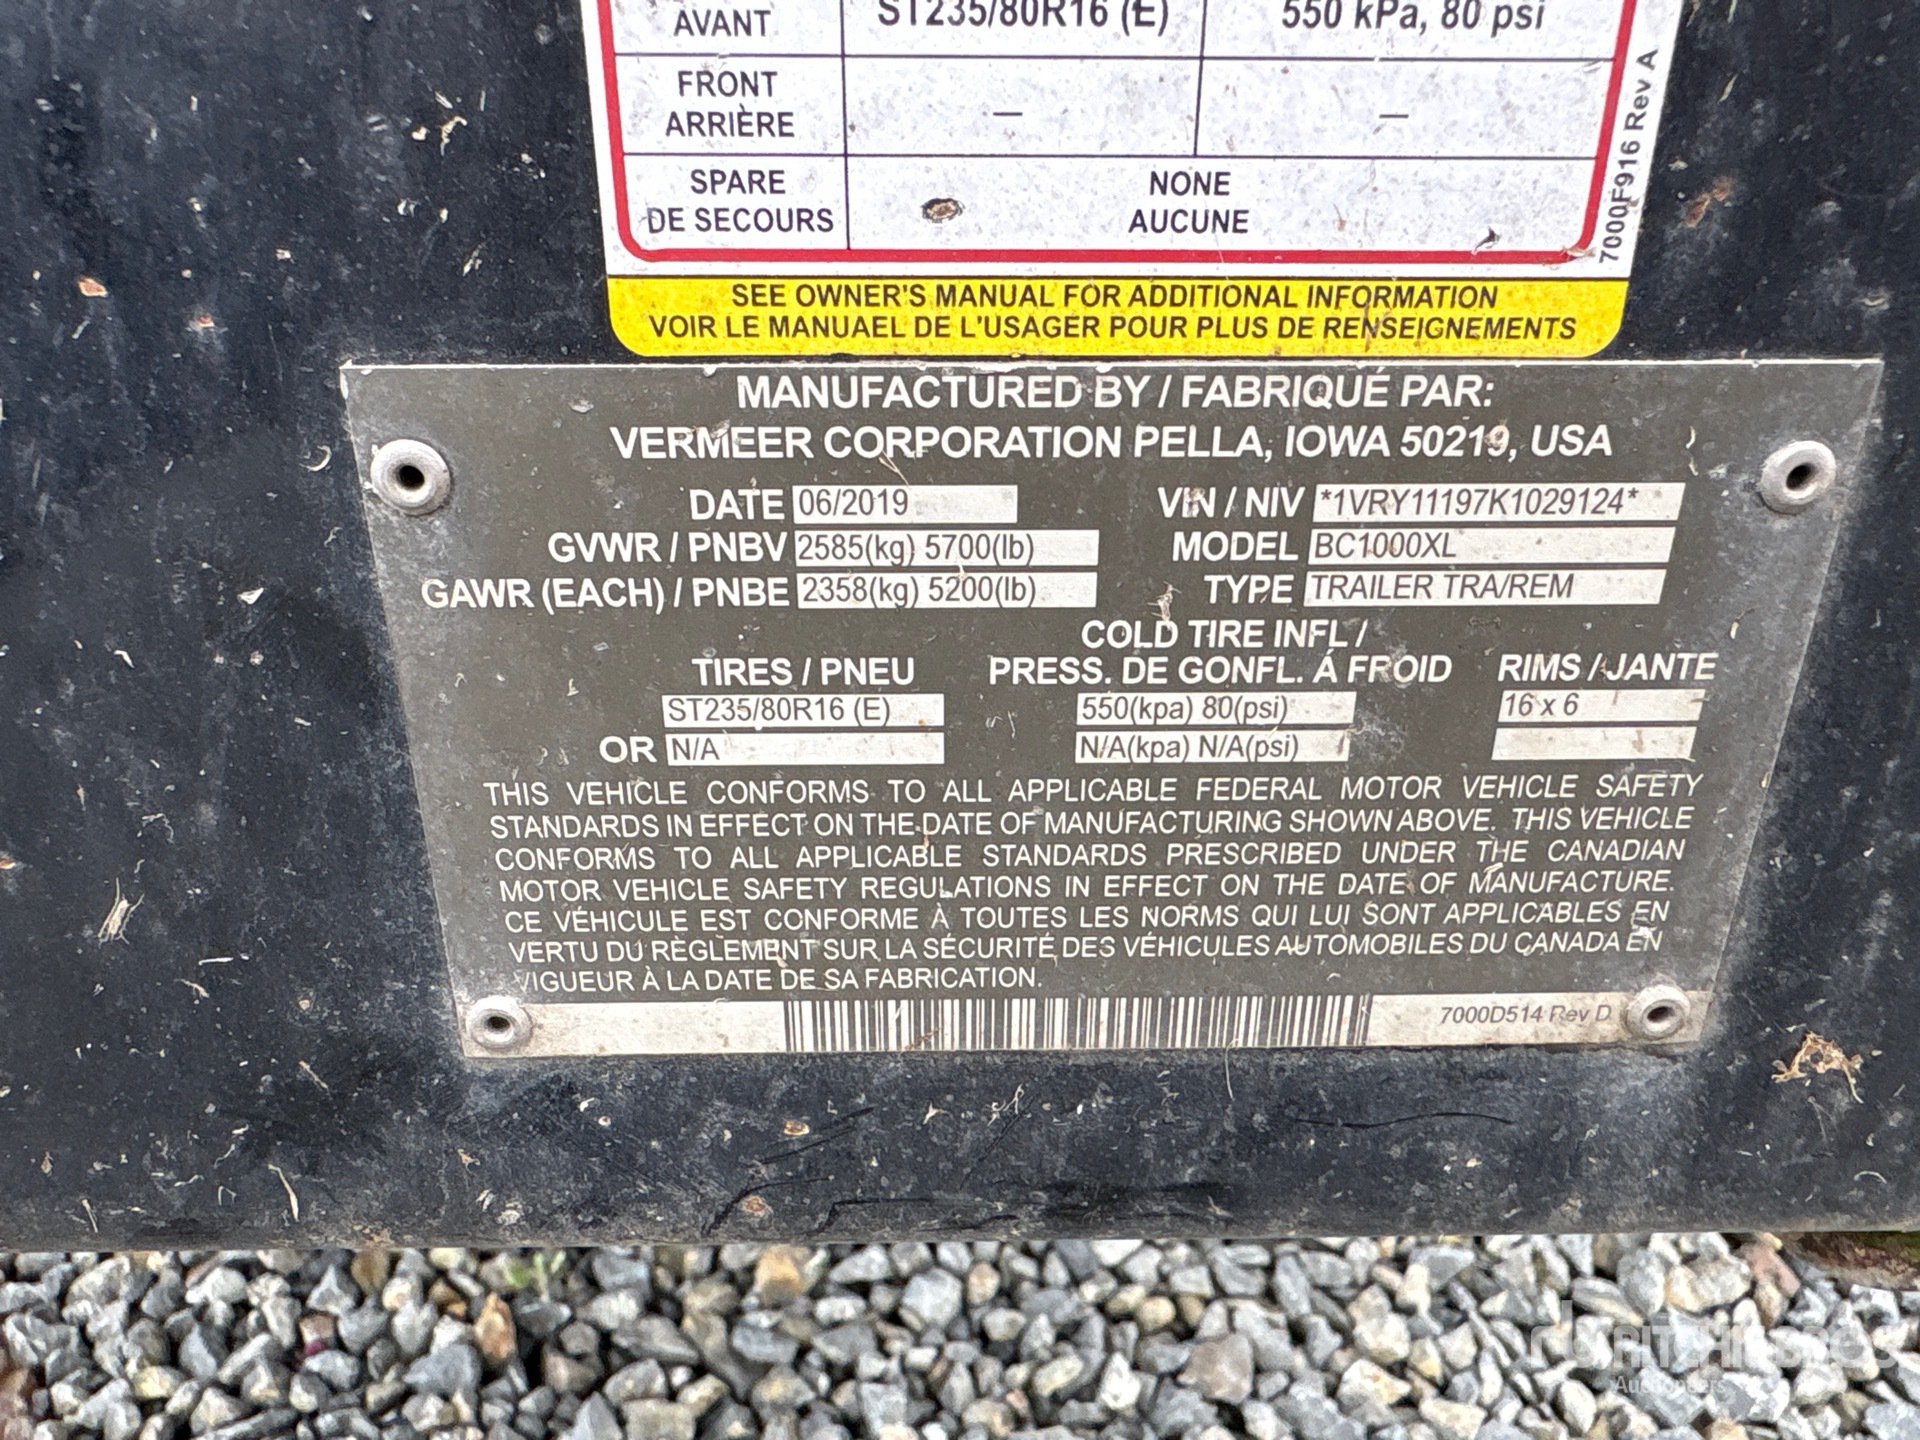 AVANT ST235/80R16 (E) 550 kPa, 80 psi
FRONT
ARRIÈRE — —
SPARE
DE SECOURS
NONE
AUCUNE
7000F916 Rev A
SEE OWNER'S MANUAL FOR ADDITIONAL INFORMATION
VOIR LE MANUAEL DE L'USAGER POUR PLUS DE RENSEIGNEMENTS
MANUFACTURED BY / FABRIQUÉ PAR:
VERMEER CORPORATION PELLA, IOWA 50219, USA
DATE 06/2019 VIN / NIV *1VRY11197K1029124*
GVWR / PNBV 2585(kg) 5700(lb) MODEL BC1000XL
GAWR (EACH) / PNBE 2358(kg) 5200(lb) TYPE TRAILER TRA/REM
COLD TIRE INFL /
TIRES / PNEU PRESS. DE GONFL. Á FROID RIMS / JANTE
ST235/80R16 (E) 550(kpa) 80(psi) 16 x 6
OR N/A N/A(kpa) N/A(psi)
THIS VEHICLE CONFORMS TO ALL APPLICABLE FEDERAL MOTOR VEHICLE SAFETY
STANDARDS IN EFFECT ON THE DATE OF MANUFACTURING SHOWN ABOVE. THIS VEHICLE
CONFORMS TO ALL APPLICABLE STANDARDS PRESCRIBED UNDER THE CANADIAN
MOTOR VEHICLE SAFETY REGULATIONS IN EFFECT ON THE DATE OF MANUFACTURE.
CE VÉHICULE EST CONFORME À TOUTES LES NORMS QUI LUI SONT APPLICABLES EN
VERTU DU RÈGLEMENT SUR LA SÉCURITÉ DES VÉHICULES AUTOMOBILES DU CANADA EN
VIGUEUR À LA DATE DE SA FABRICATION.
7000D514 Rev D
RITCHIE BROS
Auctioneers